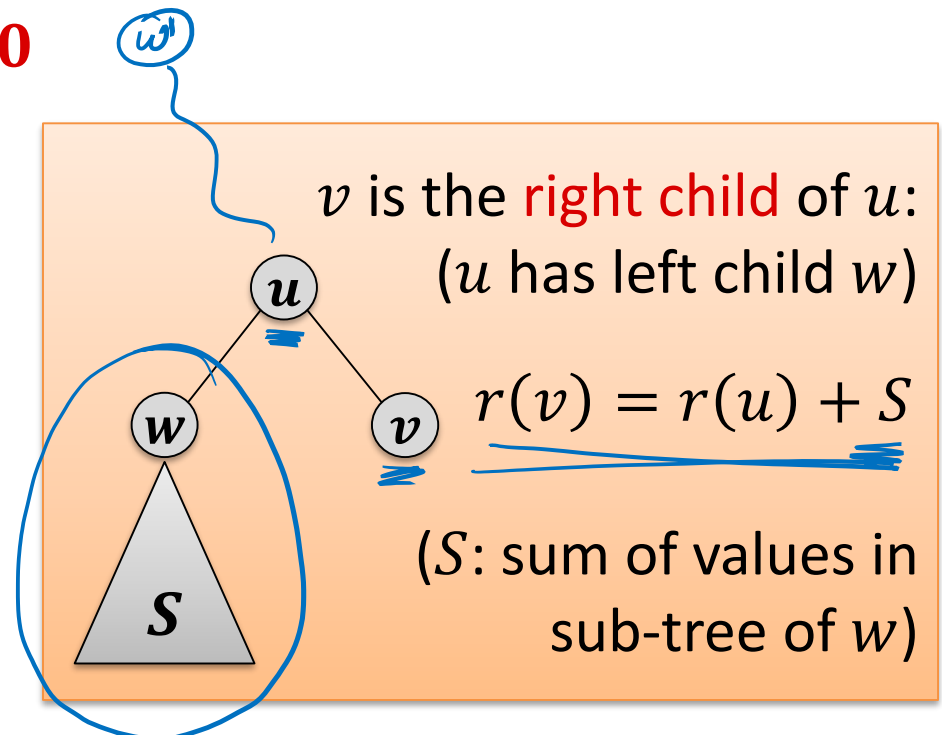 0
w'
v is the right child of u:
(u has left child w)
u
w
v
r(v) = r(u) + S
S
(S: sum of values in
sub-tree of w)